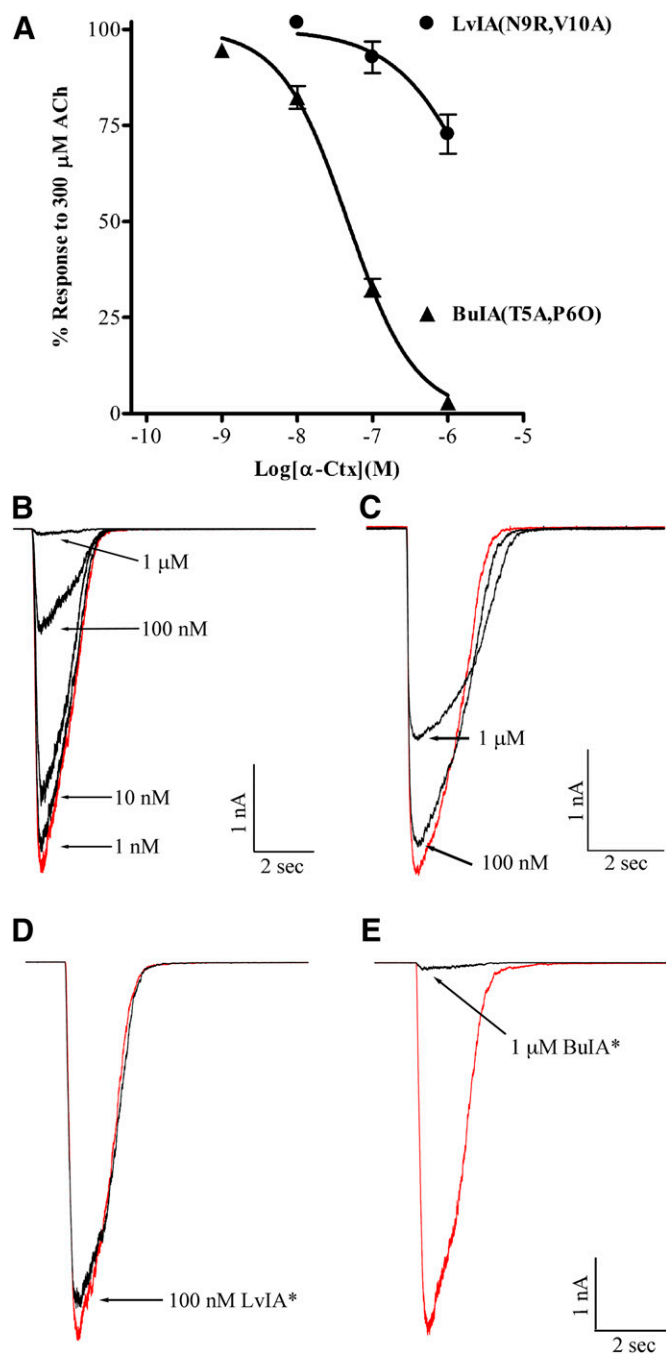 A
% Response to 300 μM ACh
100
75
50
25
0
-10 -9 -8 -7 -6 -5
Log[α-Ctx](M)
LvIA(N9R,V10A)
BuIA(T5A,P6O)
B
1 μM
100 nM
10 nM
1 nM
1 nA
2 sec
C
1 μM
100 nM
1 nA
2 sec
D
100 nM LvIA*
E
1 μM BuIA*
1 nA
2 sec